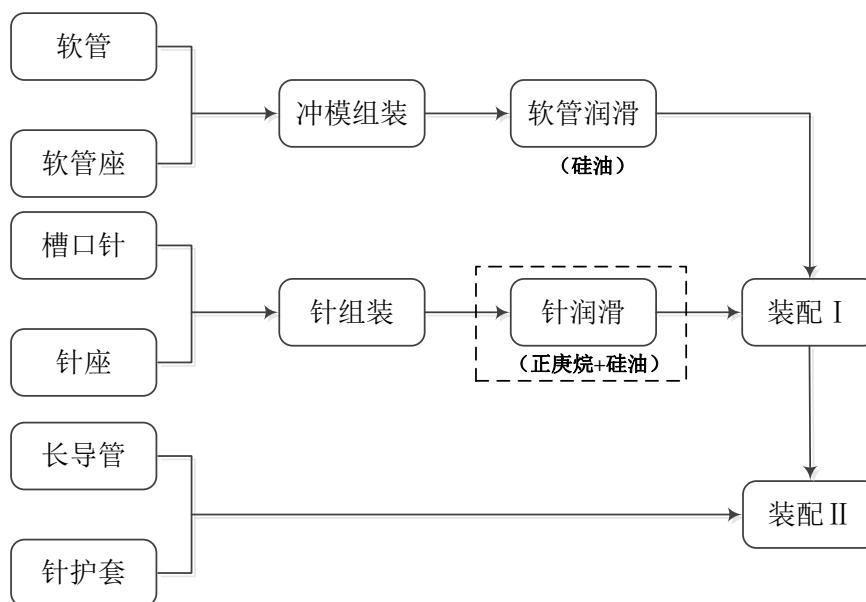 软管
冲模组装
软管润滑
软管座
（硅油）
槽口针
针组装
针润滑
装配Ⅰ
针座
（正庚烷+硅油）
长导管
装配Ⅱ
针护套